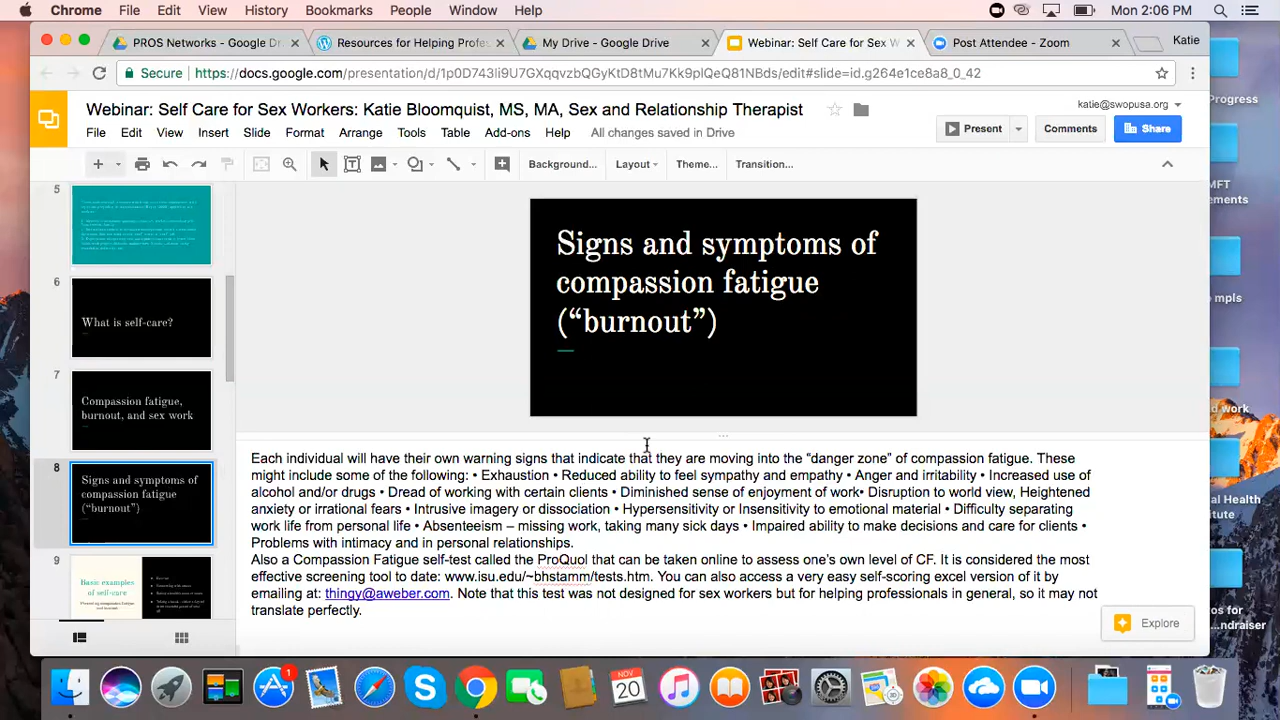 Chrome File Edit View History Bookmarks People Window Help Mon 2:06 PM
PROS Networks - Google Dr × Resources for Helping Profes × My Drive - Google Drive × Webinar: Self Care for Sex W × Post Attendee - Zoom × Katie
Secure https://docs.google.com/presentation/d/1p0D743Ii9U7GXqqvzbQGyKtD8tMu7Kk9pIQeQ81NBds/edit#slide=id.g264e1ce8a8_0_42
Webinar: Self Care for Sex Workers: Katie Bloomquist, MS, MA, Sex and Relationship Therapist
katie@swopusa.org
File Edit View Insert Slide Format Arrange Tools Table Addons Help All changes saved in Drive
Present Comments Share
Background... Layout Theme... Transition...
5
6
What is self-care?
7
Compassion fatigue,
burnout, and sex work
8
Signs and symptoms of
compassion fatigue
("burnout")
9
Basic examples
of self-care
Signs and symptoms of
compassion fatigue
(“burnout”)
Each individual will have their own warning signs that indicate that they are moving into the “danger zone” of compassion fatigue. These
might include some of the following: • Exhaustion • Reduced ability to feel sympathy and empathy • Anger and irritability • Increased use of
alcohol and/or drugs • Dread of working with certain clients • Diminished sense of enjoyment of work• Disruption to world view, Heightened
anxiety or irrational fears • Intrusive imagery or dissociation • Hypersensitivity or Insensitivity to emotional material • Difficulty separating
work life from personal life • Absenteeism – missing work, taking many sick days • Impaired ability to make decisions and care for clients •
Problems with intimacy and in personal relationships.
Also a Compassion Fatigue self-test called the ProQuol that can be taken online to assess one’s own level of CF. It is considered the most
effective screening tool to date: www.isu.edu/~bhstamm/tests.htm. You can also access a very useful self-scoring excel version of it by
emailing at: thingy@aweber.com. Note that this test was not designed for sex workers but for helping professionals in general, so may not
translate perfectly.
Explore
Progress
MFT
mpls
d work
al Health
itute
os for
...ndraiser
1
NOV
20